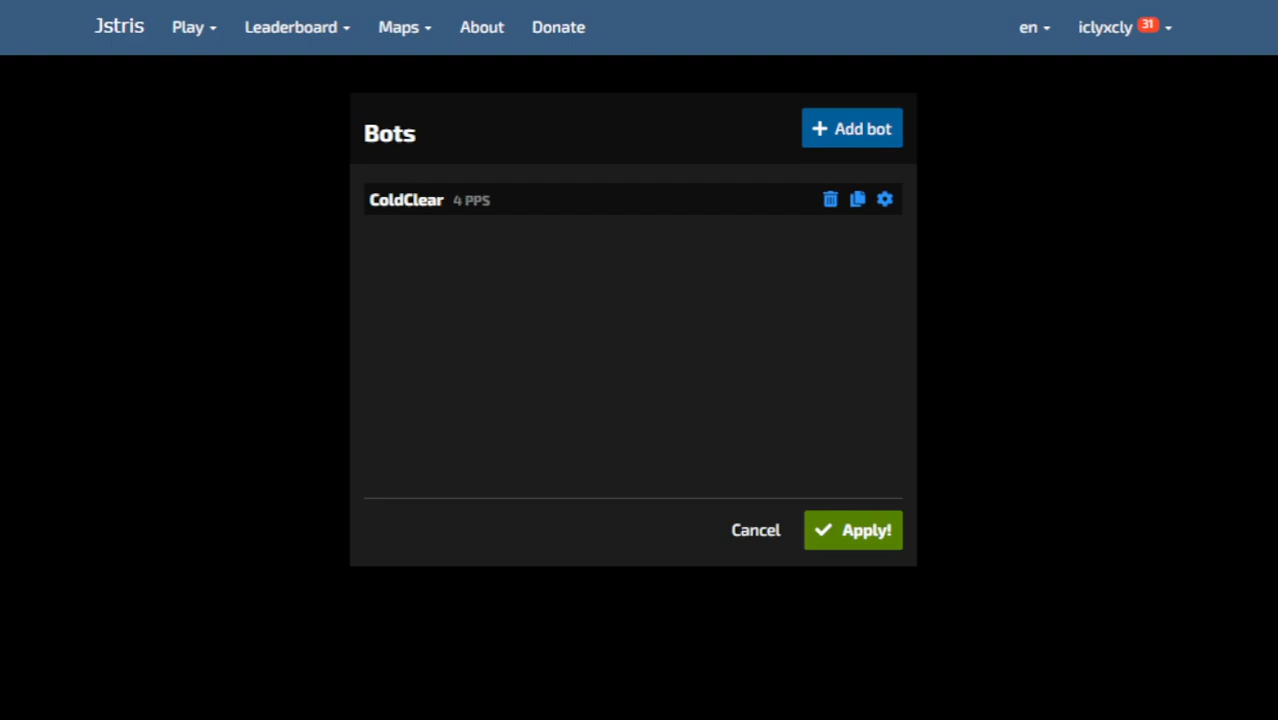 Jstris Play Leaderboard Maps About Donate en iclyxcly 31
Bots + Add bot
ColdClear 4 PPS
Cancel Apply!